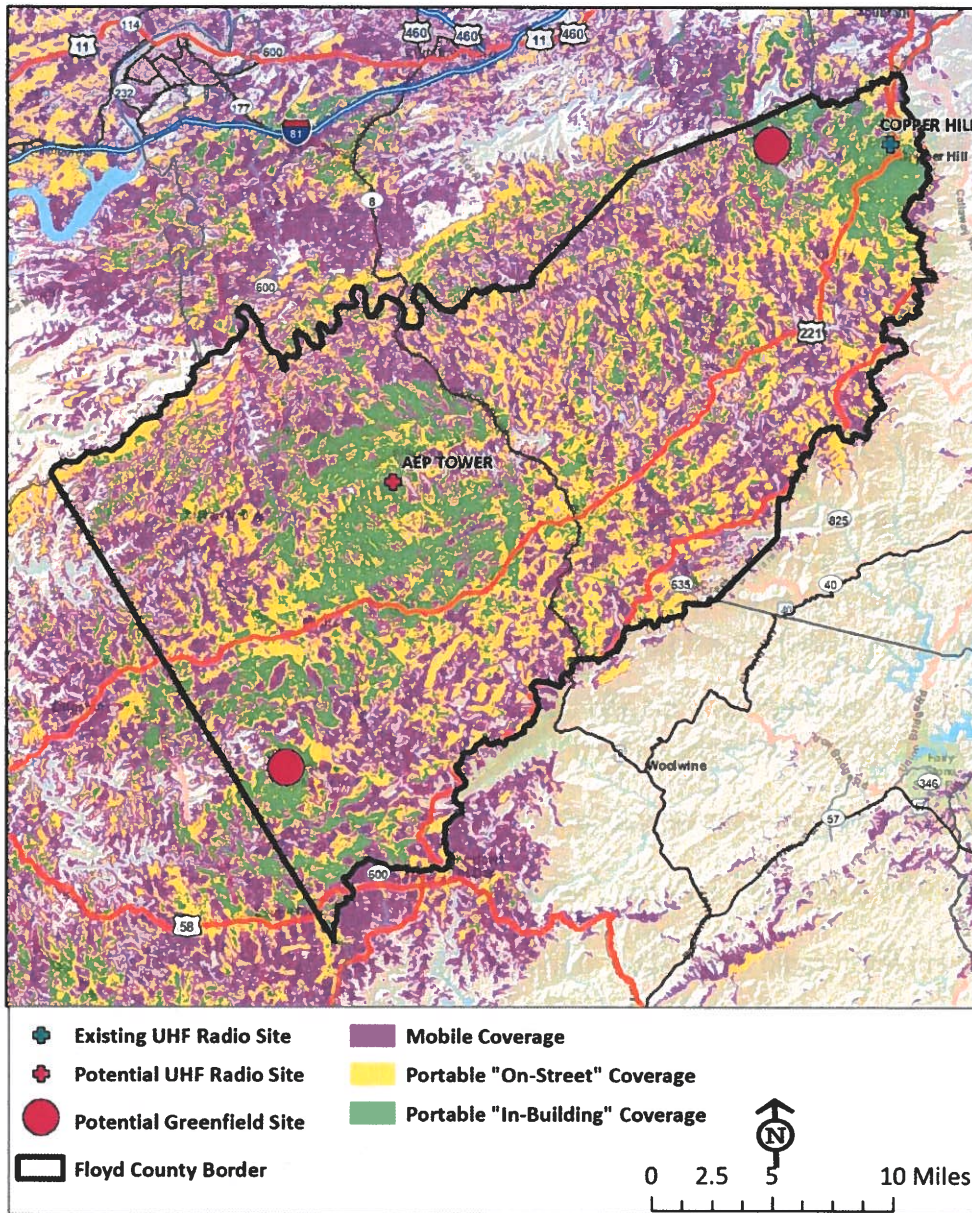 114
11
600
460
460
11
460
232
177
81
COPPER HILL
8
600
221
AEP TOWER
825
635
40
40
Woolwine
346
57
57
600
58
Existing UHF Radio Site
Mobile Coverage
Potential UHF Radio Site
Portable "On-Street" Coverage
Potential Greenfield Site
Portable "In-Building" Coverage
N
Floyd County Border
0 2.5 5 10 Miles